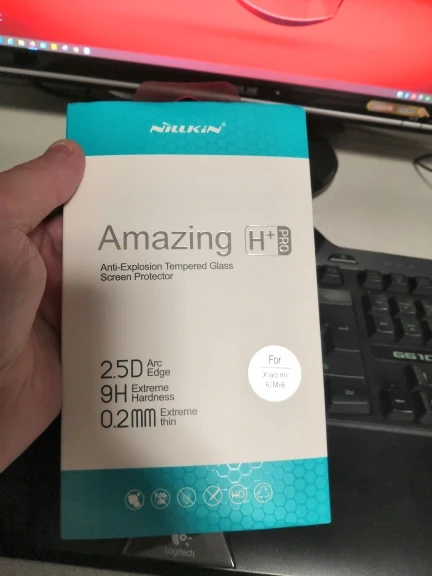 NILLKIN
Amazing H+ PRO
Anti-Explosion Tempered Glass
Screen Protector
2.5D Arc Edge
9H Extreme Hardness
0.2mm Extreme thin
For
Xiao mi
6/Mi6
HD
G510
Logitech